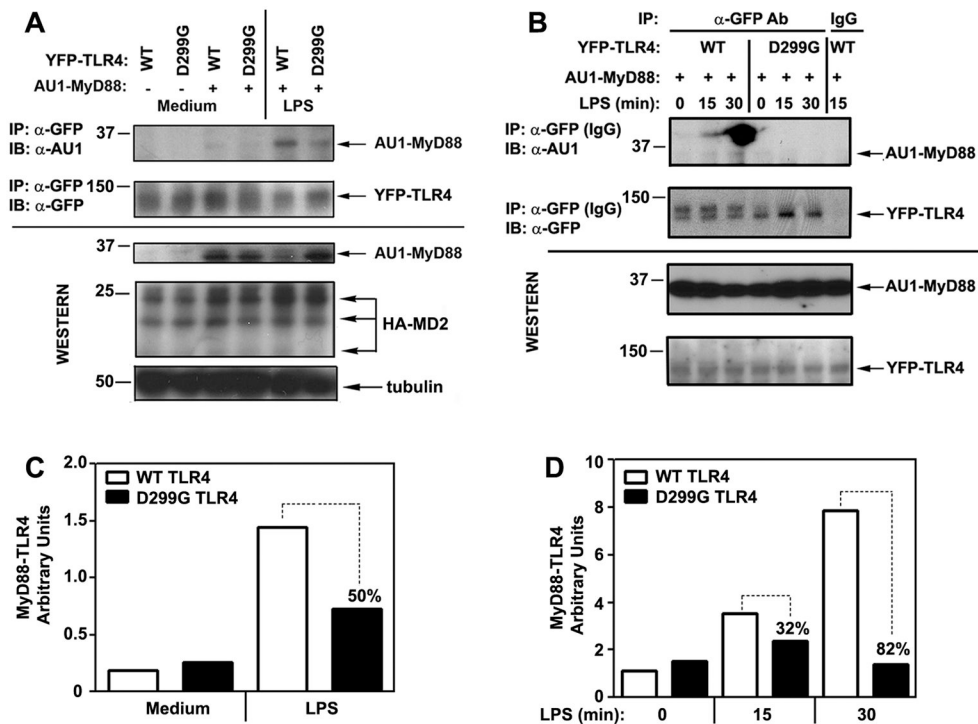 A
YFP-TLR4: WT D299G WT D299G WT D299G
AU1-MyD88: - - + + + +
Medium LPS
IP: α-GFP
IB: α-AU1
37
AU1-MyD88
IP: α-GFP
IB: α-GFP
150
YFP-TLR4
WESTERN
37
AU1-MyD88
25
HA-MD2
50
tubulin
B
IP: α-GFP Ab IgG
YFP-TLR4: WT D299G WT
AU1-MyD88: + + + + + + +
LPS (min): 0 15 30 0 15 30 15
IP: α-GFP (IgG)
IB: α-AU1
37
AU1-MyD88
IP: α-GFP (IgG)
IB: α-GFP
150
YFP-TLR4
WESTERN
37
AU1-MyD88
150
YFP-TLR4
C
MyD88-TLR4
Arbitrary Units
2.0
1.5
1.0
0.5
0
WT TLR4
D299G TLR4
50%
Medium LPS
D
MyD88-TLR4
Arbitrary Units
10
8
6
4
2
0
WT TLR4
D299G TLR4
32%
82%
LPS (min): 0 15 30